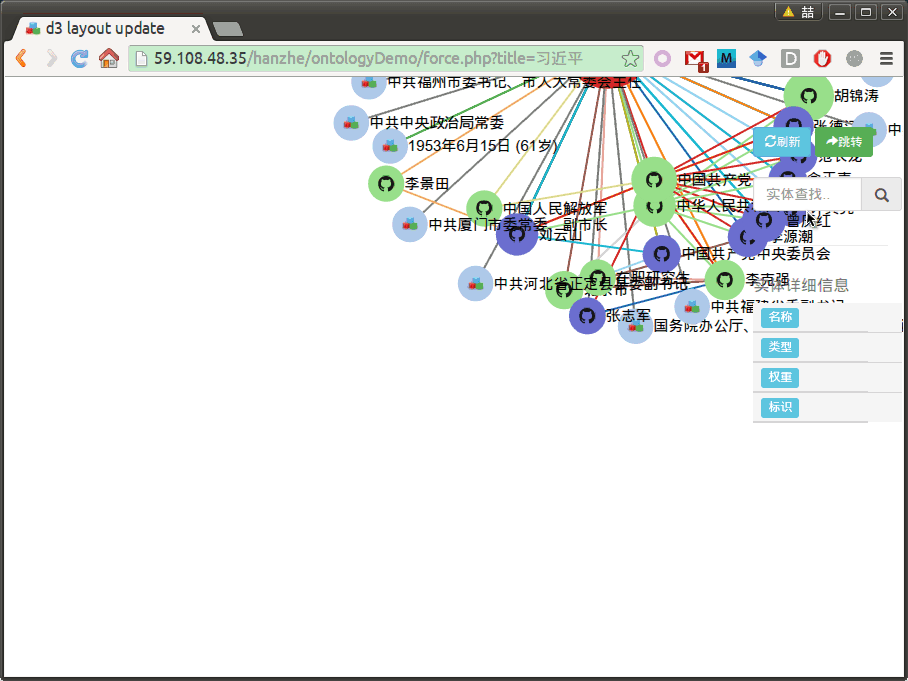 喆
d3 layout update
59.108.48.35/hanzhe/ontologyDemo/force.php?title=习近平
1
M
D
中共福州市委书记、市人大常委会主任
胡锦涛
中共中央政治局常委
张德江
中
1953年6月15日 (61岁)
刷新
跳转
李景田
中国共产党
实体查找..
中国人民解放军
中华人民共
中共厦门市委常委、副市长
曾庆红
刘云山
李源潮
中国共产党中央委员会
在职研究生
李克强
中共河北省正定县县委副书记
实体详细信息
中共福建省委副书记
名称
张志军
国务院办公厅、
类型
权重
标识